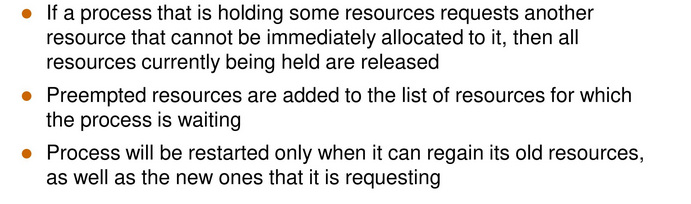 ● If a process that is holding some resources requests another
resource that cannot be immediately allocated to it, then all
resources currently being held are released
● Preempted resources are added to the list of resources for which
the process is waiting
● Process will be restarted only when it can regain its old resources,
as well as the new ones that it is requesting